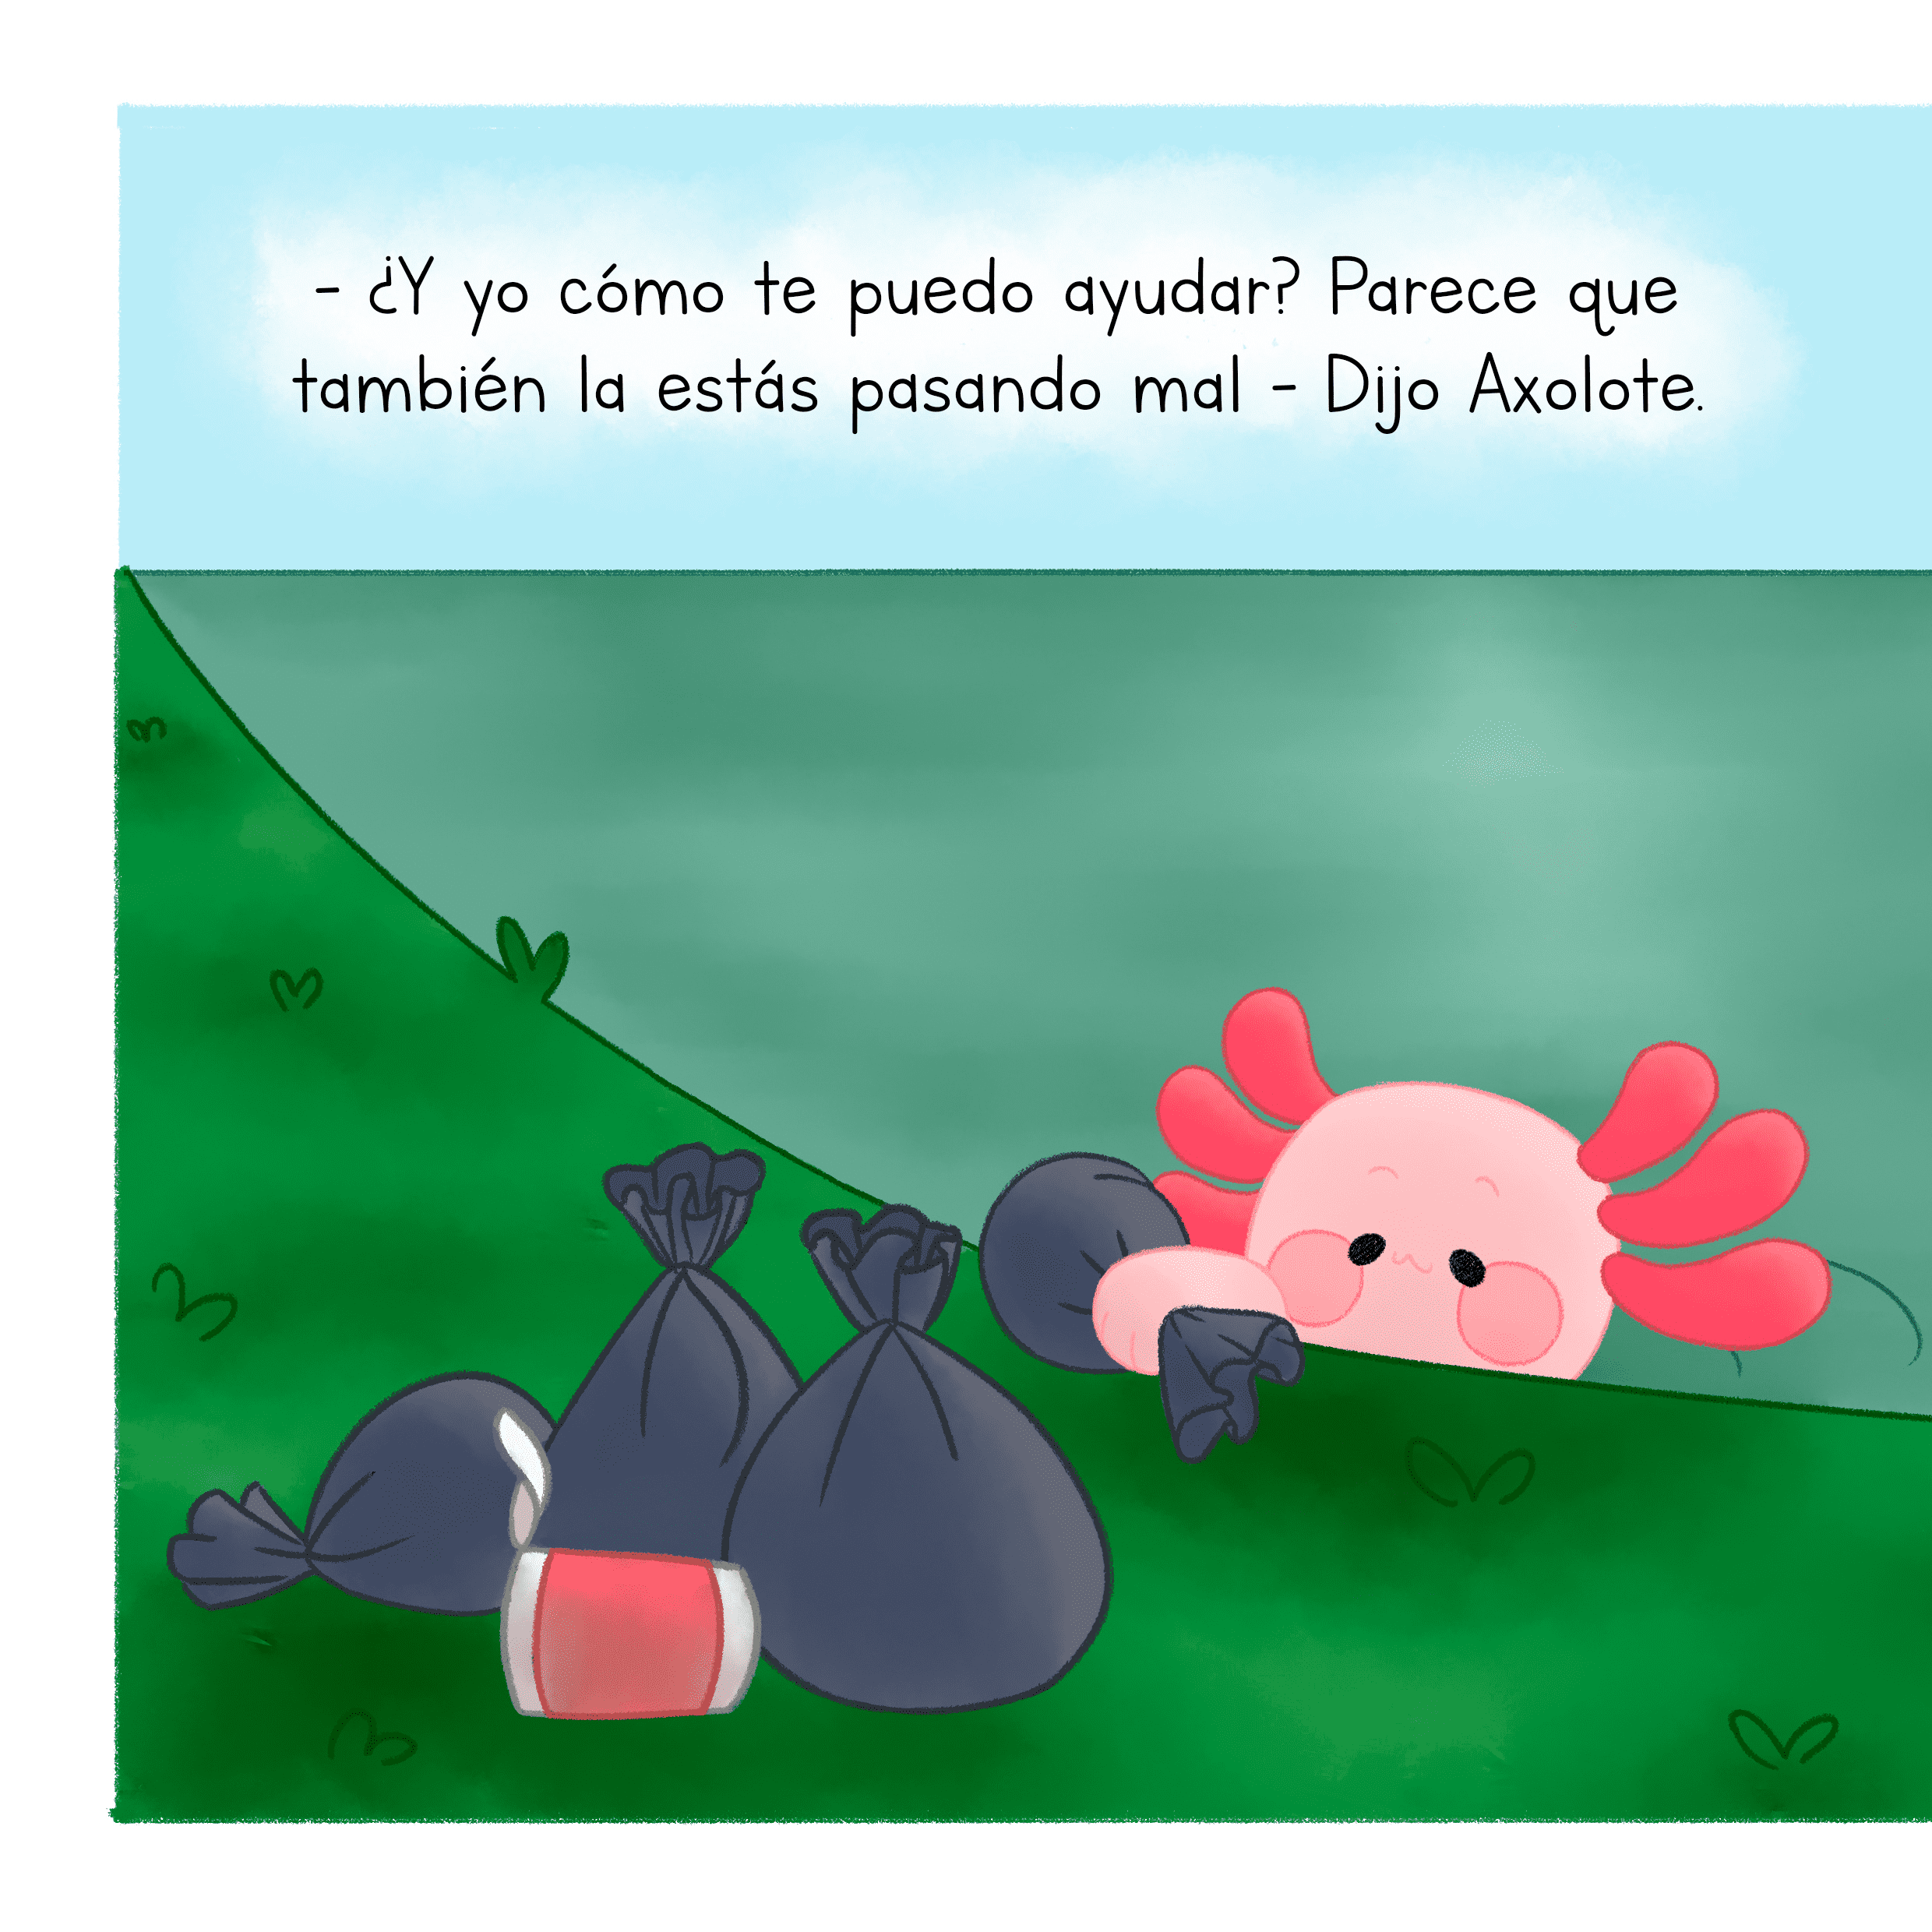 - ¿Y yo cómo te puedo ayudar? Parece que
también la estás pasando mal - Dijo Axolote.